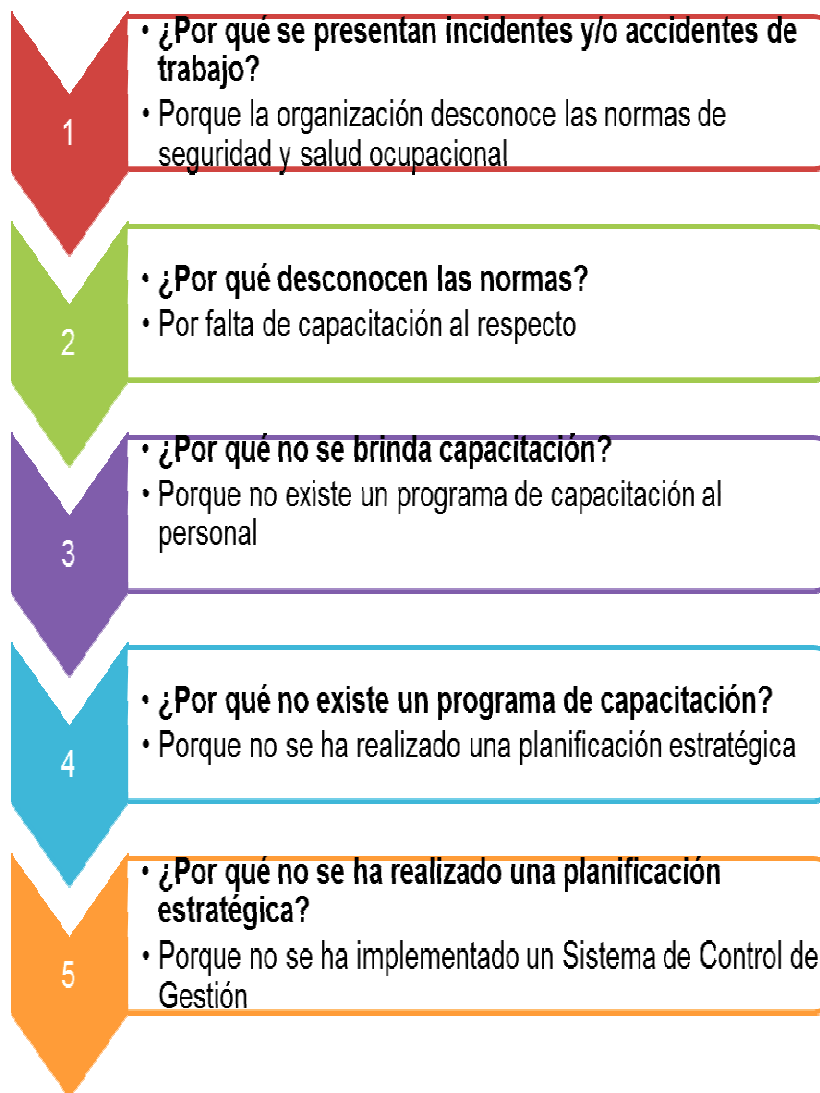 1
• ¿Por qué se presentan incidentes y/o accidentes de
trabajo?
• Porque la organización desconoce las normas de
seguridad y salud ocupacional
2
• ¿Por qué desconocen las normas?
• Por falta de capacitación al respecto
3
• ¿Por qué no se brinda capacitación?
• Porque no existe un programa de capacitación al
personal
4
• ¿Por qué no existe un programa de capacitación?
• Porque no se ha realizado una planificación estratégica
5
• ¿Por qué no se ha realizado una planificación
estratégica?
• Porque no se ha implementado un Sistema de Control de
Gestión